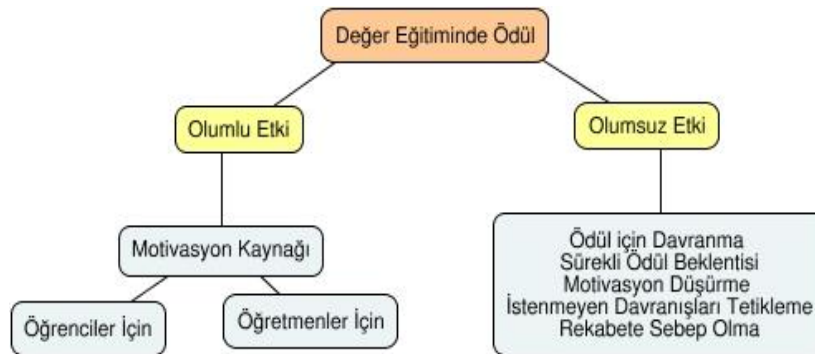 Değer Eğitiminde Ödül
Olumlu Etki
Olumsuz Etki
Motivasyon Kaynağı
Öğrenciler İçin
Öğretmenler İçin
Ödül için Davranma
Sürekli Ödül Beklentisi
Motivasyon Düşürme
İstenmeyen Davranışları Tetikleme
Rekabete Sebep Olma